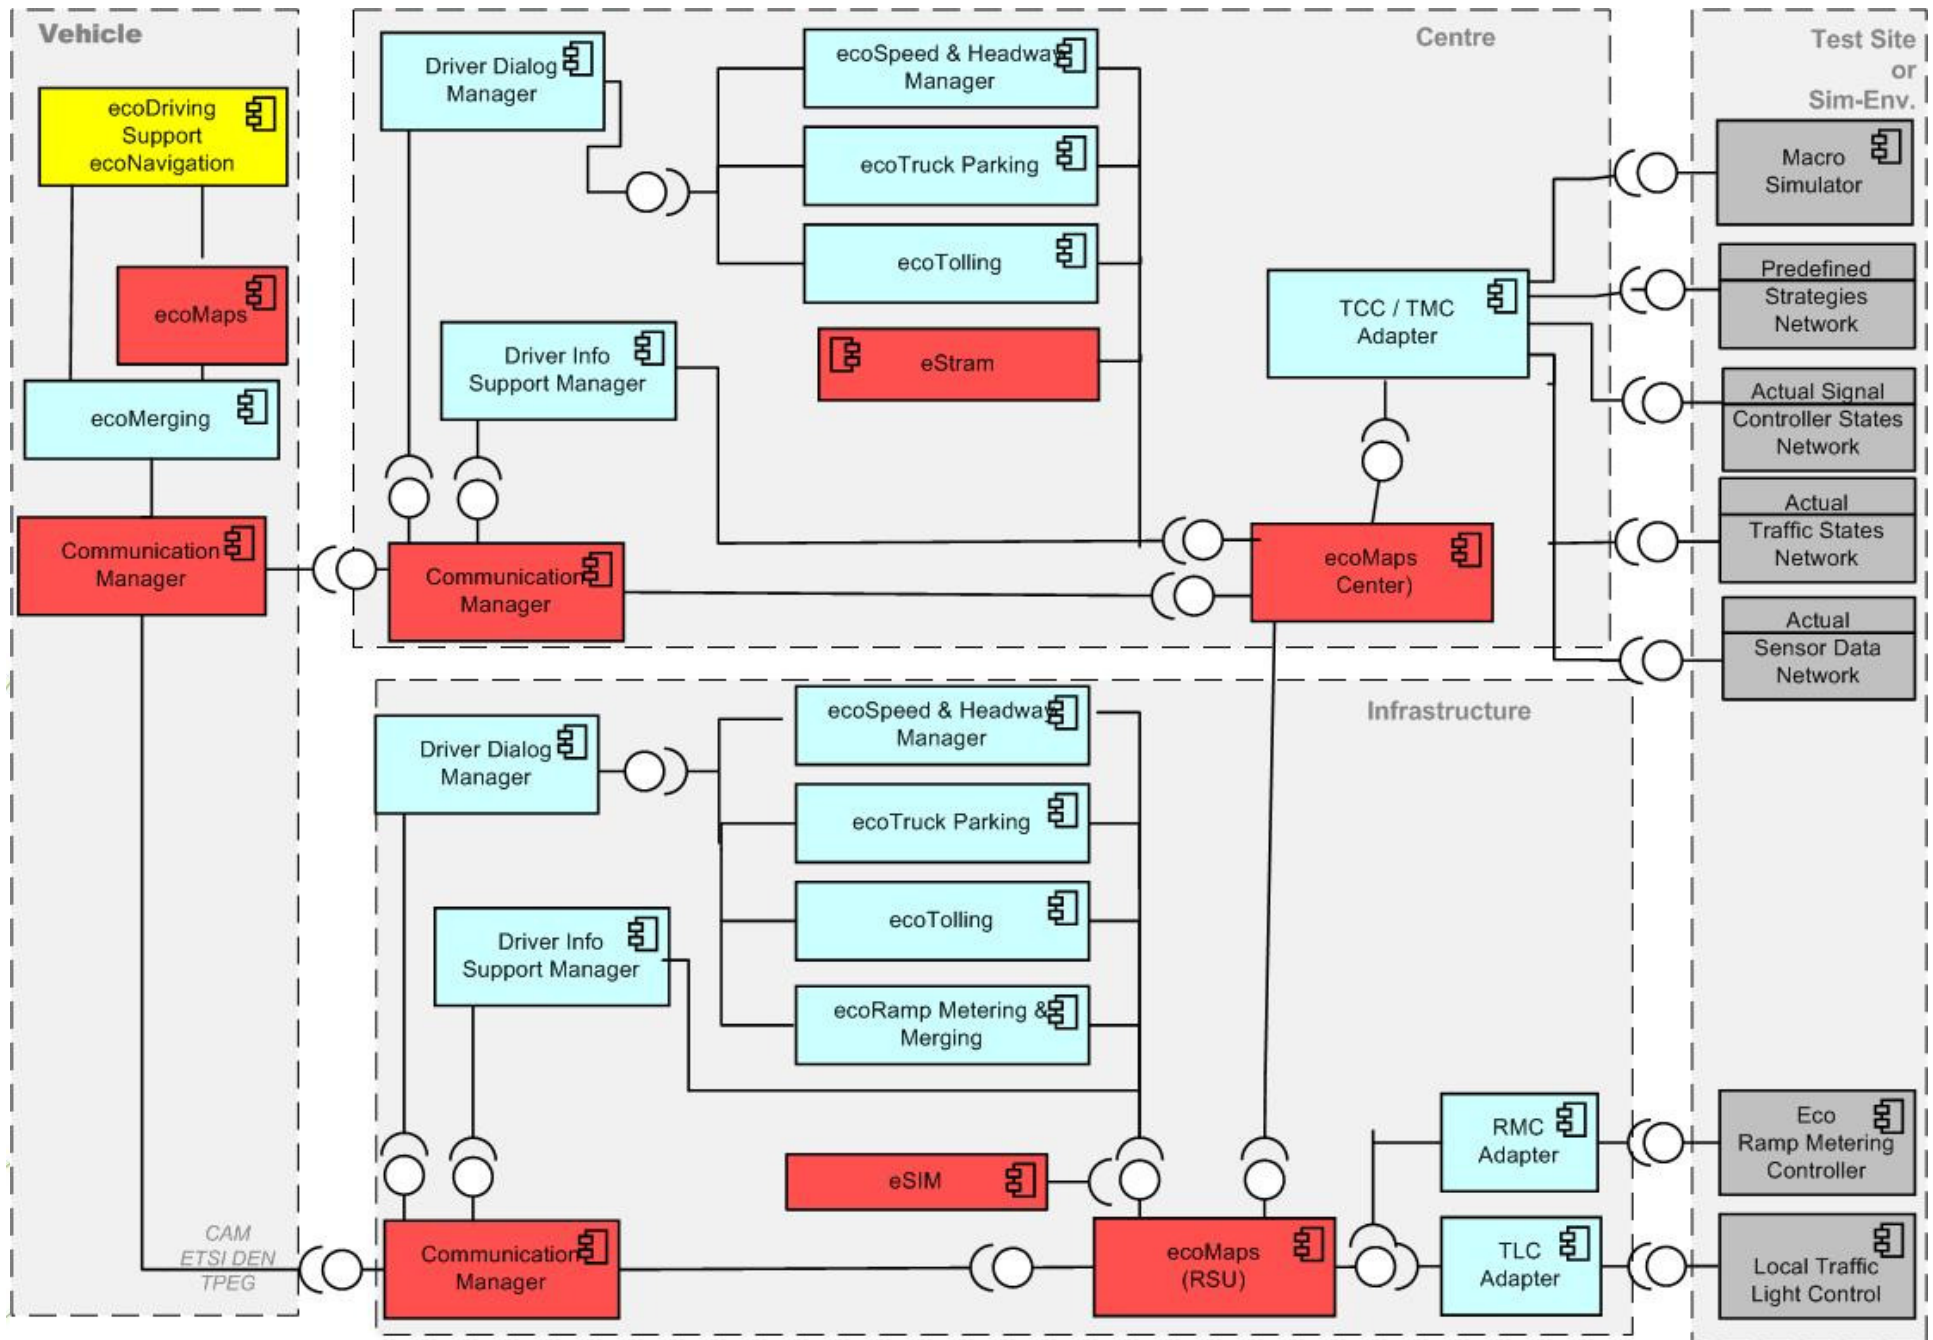 Vehicle
ecoDriving
Support
ecoNavigation
ecoMaps
ecoMerging
Communication
Manager
CAM
ETSI DEN
TPEG
Centre
Driver Dialog
Manager
ecoSpeed & Headway
Manager
ecoTruck Parking
ecoTolling
eStram
Driver Info
Support Manager
Communication
Manager
TCC / TMC
Adapter
ecoMaps
Center)
Infrastructure
Driver Dialog
Manager
ecoSpeed & Headway
Manager
ecoTruck Parking
ecoTolling
ecoRamp Metering &
Merging
Driver Info
Support Manager
eSIM
Communication
Manager
ecoMaps
(RSU)
RMC
Adapter
TLC
Adapter
Test Site
or
Sim-Env.
Macro
Simulator
Predefined
Strategies
Network
Actual Signal
Controller States
Network
Actual
Traffic States
Network
Actual
Sensor Data
Network
Eco
Ramp Metering
Controller
Local Traffic
Light Control